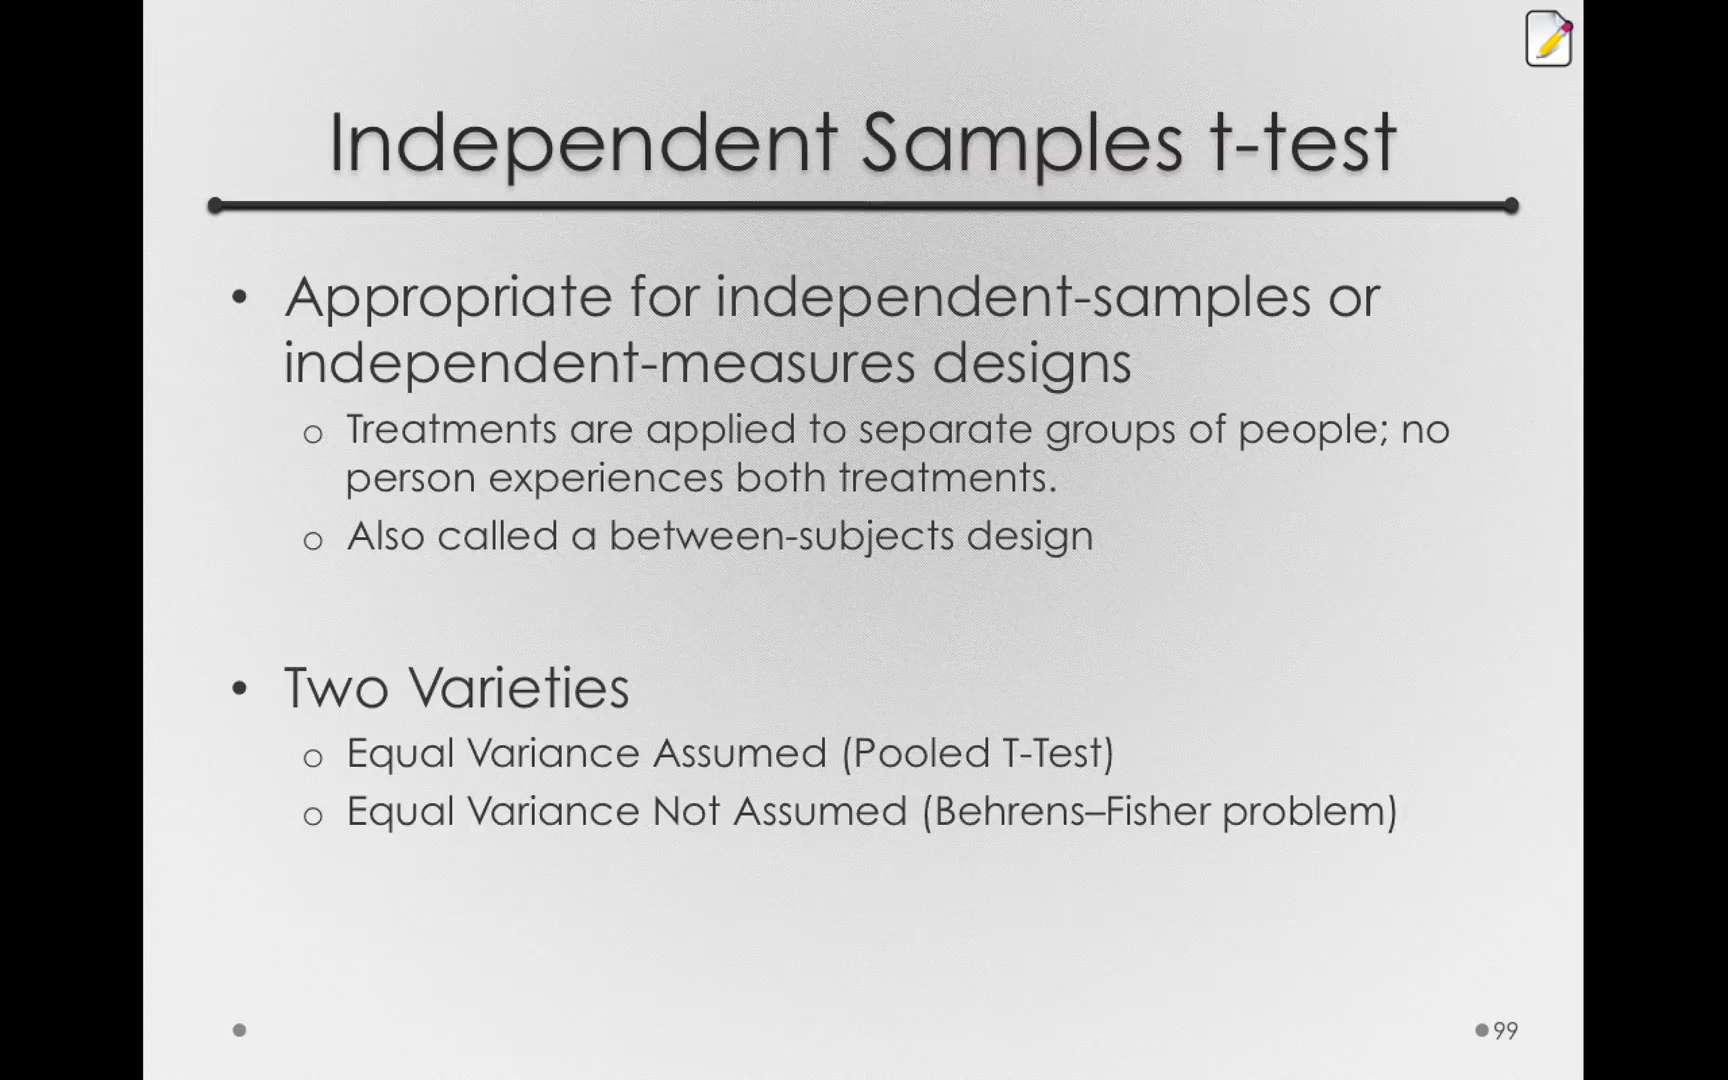 Independent Samples t-test
• Appropriate for independent-samples or
independent-measures designs
o Treatments are applied to separate groups of people; no
person experiences both treatments.
o Also called a between-subjects design
• Two Varieties
o Equal Variance Assumed (Pooled T-Test)
o Equal Variance Not Assumed (Behrens–Fisher problem)
99